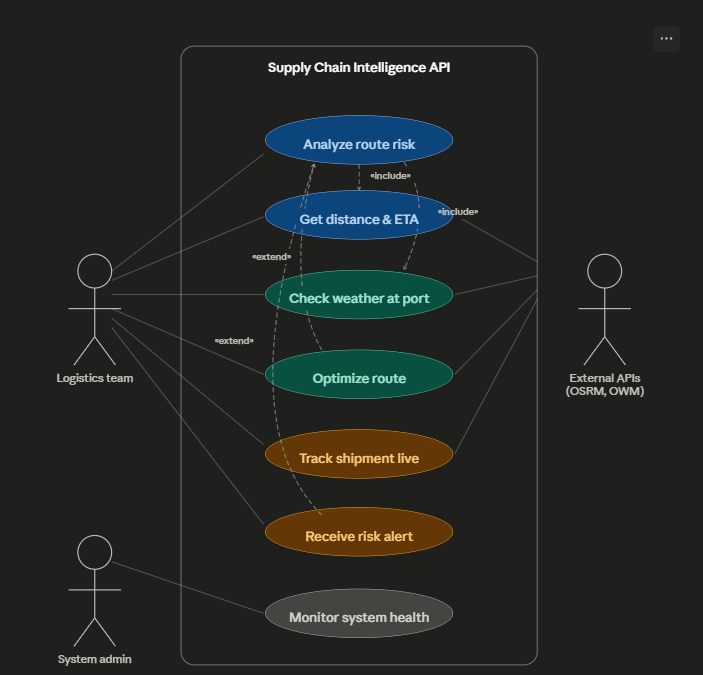 Supply Chain Intelligence API
Analyze route risk
«include»
Get distance & ETA
«include»
«extend»
Check weather at port
«extend»
Optimize route
Logistics team
External APIs
(OSRM, OWM)
Track shipment live
Receive risk alert
Monitor system health
System admin